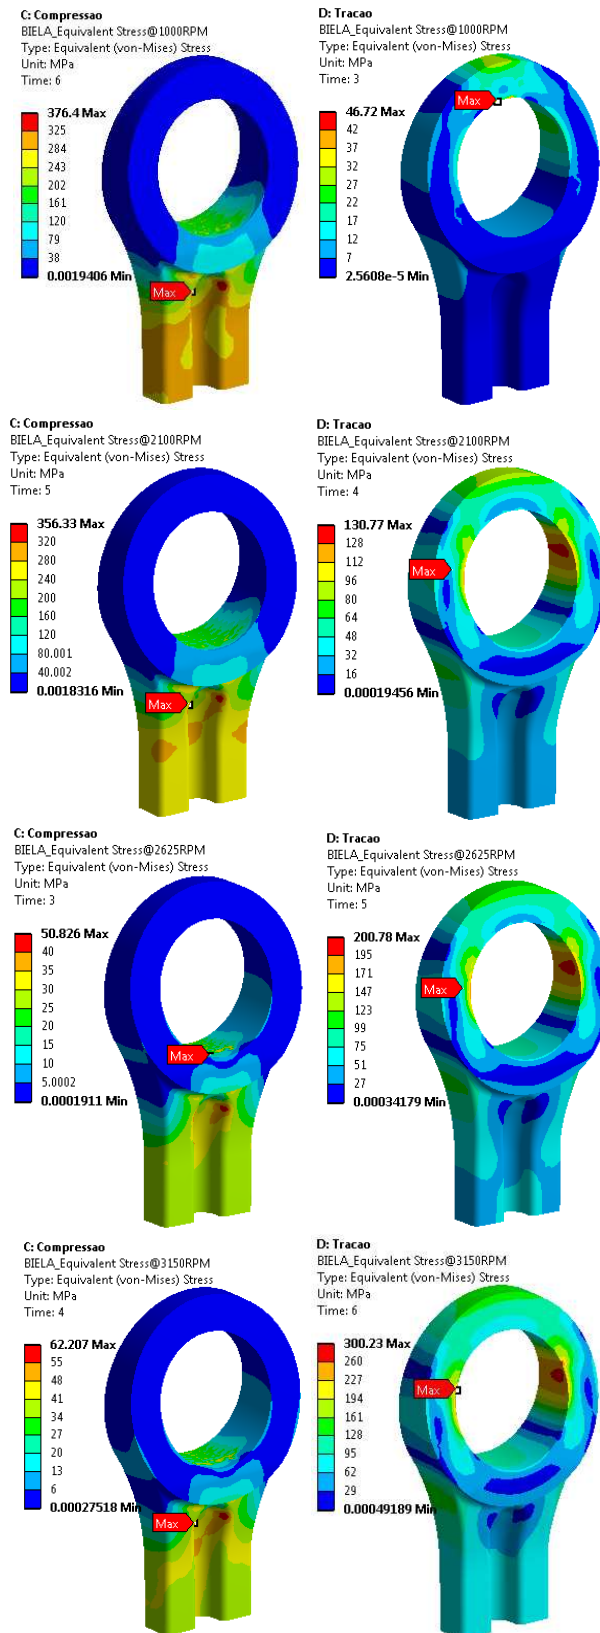 C: Compressao
BIELA_Equivalent Stress@1000RPM
Type: Equivalent (von-Mises) Stress
Unit: MPa
Time: 6
376.4 Max
325
284
243
202
161
120
79
38
0.0019406 Min
Max
D: Tracao
BIELA_Equivalent Stress@1000RPM
Type: Equivalent (von-Mises) Stress
Unit: MPa
Time: 3
46.72 Max
42
37
32
27
22
17
12
7
2.5608e-5 Min
Max
C: Compressao
BIELA_Equivalent Stress@2100RPM
Type: Equivalent (von-Mises) Stress
Unit: MPa
Time: 5
356.33 Max
320
280
240
200
160
120
80.001
40.002
0.0018316 Min
Max
D: Tracao
BIELA_Equivalent Stress@2100RPM
Type: Equivalent (von-Mises) Stress
Unit: MPa
Time: 4
130.77 Max
128
112
96
80
64
48
32
16
0.00019456 Min
Max
C: Compressao
BIELA_Equivalent Stress@2625RPM
Type: Equivalent (von-Mises) Stress
Unit: MPa
Time: 3
50.826 Max
40
35
30
25
20
15
10
5.0002
0.0001911 Min
Max
D: Tracao
BIELA_Equivalent Stress@2625RPM
Type: Equivalent (von-Mises) Stress
Unit: MPa
Time: 5
200.78 Max
195
171
147
123
99
75
51
27
0.00034179 Min
Max
C: Compressao
BIELA_Equivalent Stress@3150RPM
Type: Equivalent (von-Mises) Stress
Unit: MPa
Time: 4
62.207 Max
55
48
41
34
27
20
13
6
0.00027518 Min
Max
D: Tracao
BIELA_Equivalent Stress@3150RPM
Type: Equivalent (von-Mises) Stress
Unit: MPa
Time: 6
300.23 Max
260
227
194
161
128
95
62
29
0.00049189 Min
Max